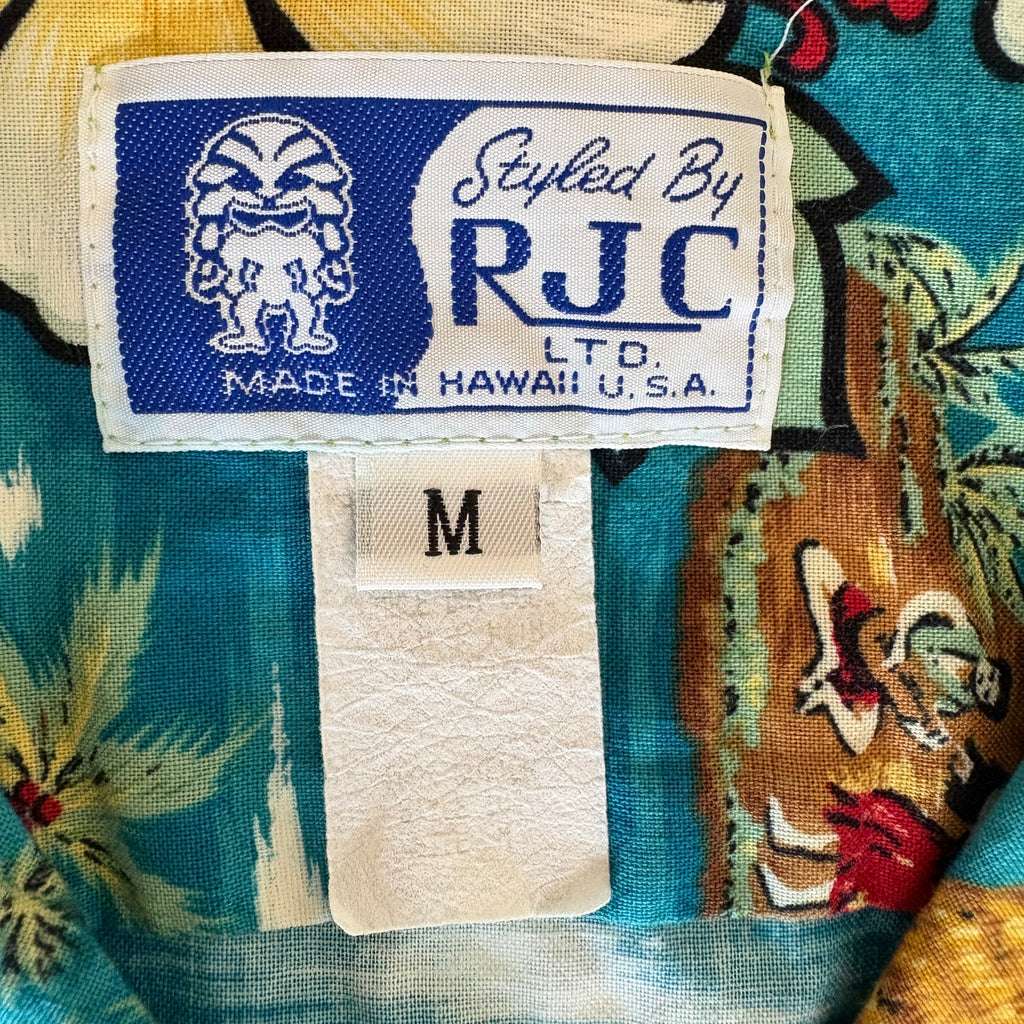 Styled By
RJC
LTD.
MADE IN HAWAII U.S.A.
M